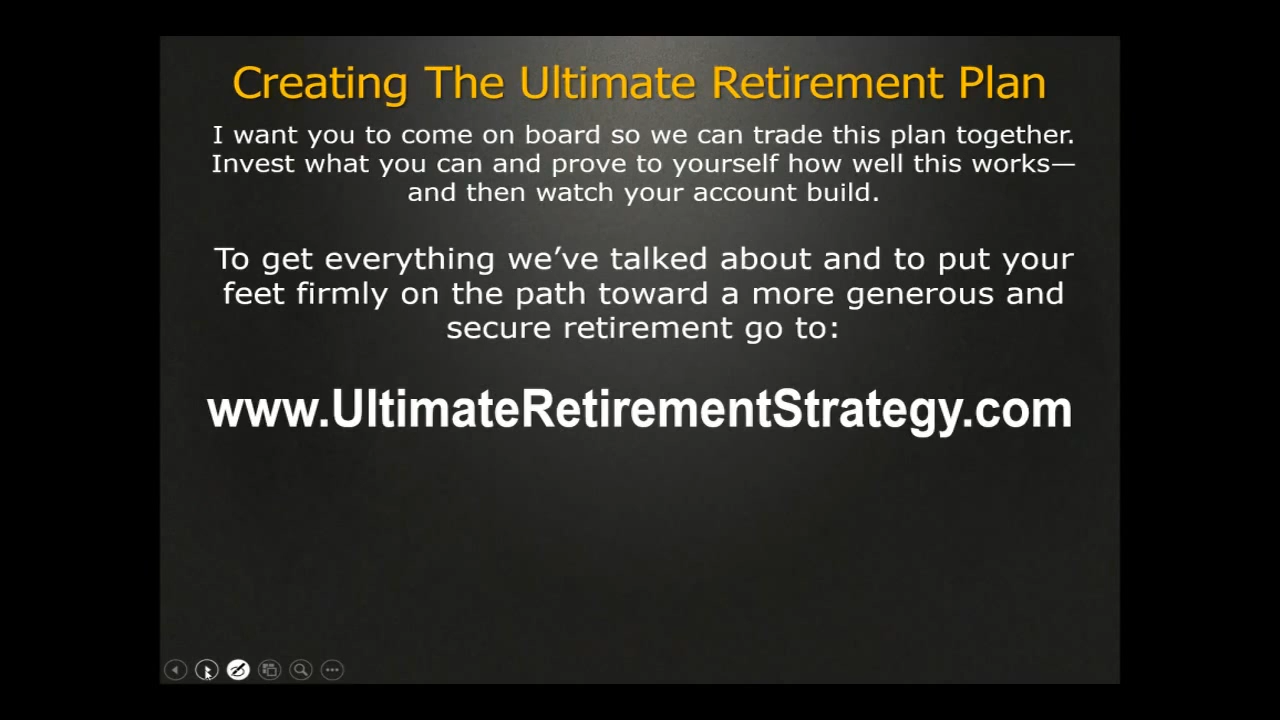 Creating The Ultimate Retirement Plan
I want you to come on board so we can trade this plan together.
Invest what you can and prove to yourself how well this works—
and then watch your account build.
To get everything we’ve talked about and to put your
feet firmly on the path toward a more generous and
secure retirement go to:
www.UltimateRetirementStrategy.com